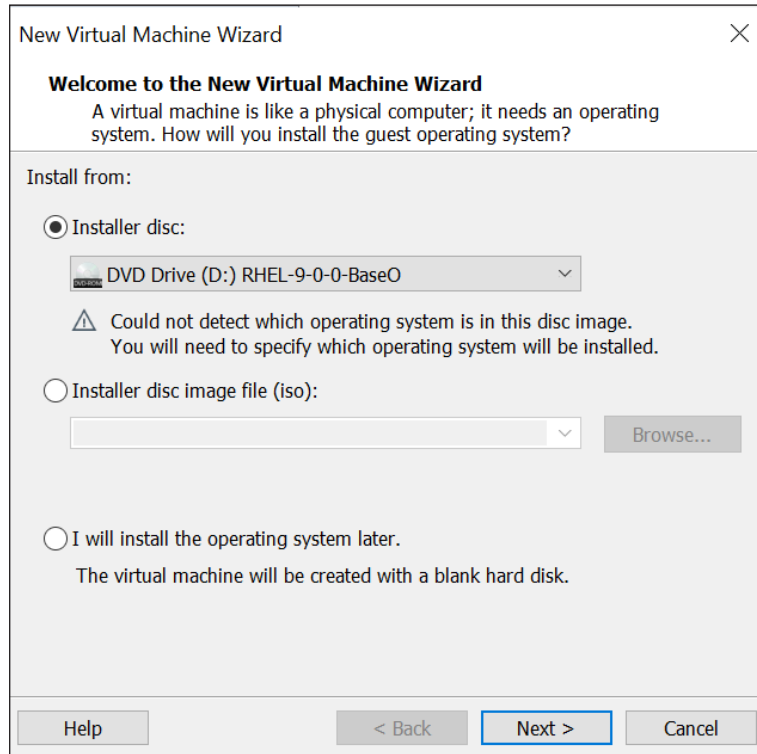 New Virtual Machine Wizard
Welcome to the New Virtual Machine Wizard
A virtual machine is like a physical computer; it needs an operating
system. How will you install the guest operating system?
Install from:
Installer disc:
DVD Drive (D:) RHEL-9-0-0-BaseO
Could not detect which operating system is in this disc image.
You will need to specify which operating system will be installed.
Installer disc image file (iso):
Browse...
I will install the operating system later.
The virtual machine will be created with a blank hard disk.
Help
< Back
Next >
Cancel